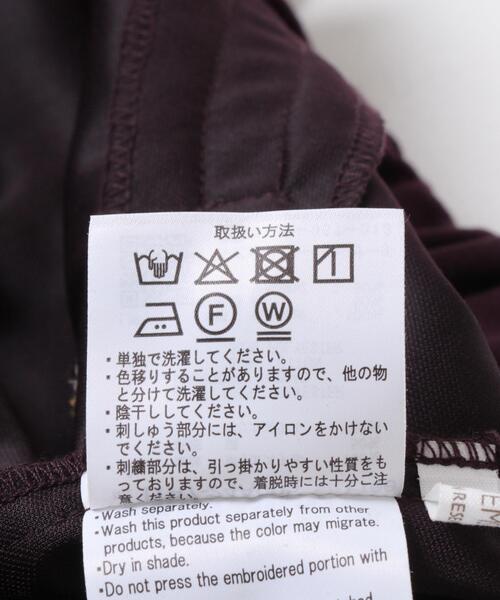 取扱い方法
F
W
・単独で洗濯してください。
・色移りすることがありますので、他の物
と分けて洗濯してください。
・陰干ししてください。
・刺しゅう部分には、アイロンをかけない
でください。
・刺繍部分は、引っ掛かりやすい性質をも
っておりますので、着脱時には十分ご注
意ください。
・Wash separately.
・Wash this product separately from other
products, because the color may migrate.
・Dry in shade.
・Do not press the embroidered portion with